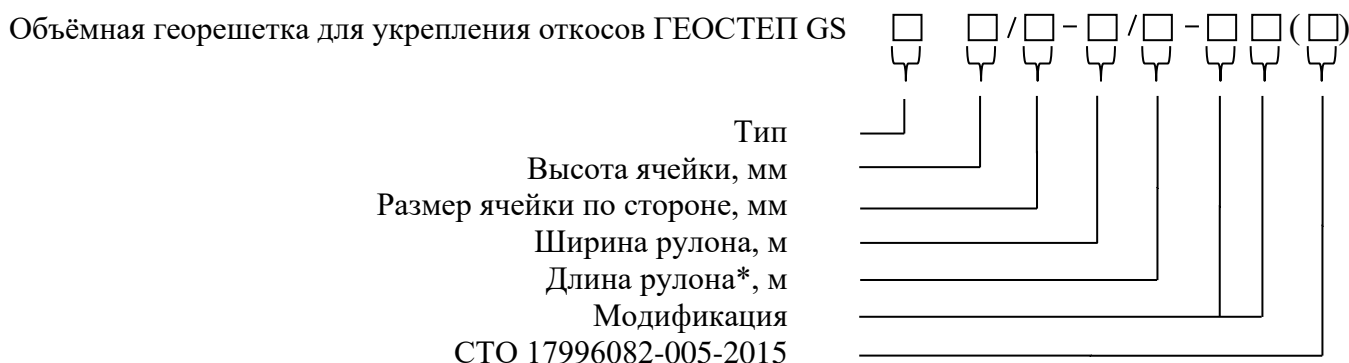 Объёмная георешетка для укрепления откосов ГЕОСТЕП GS □ □/□-□/□-□□(□)
Тип
Высота ячейки, мм
Размер ячейки по стороне, мм
Ширина рулона, м
Длина рулона*, м
Модификация
СТО 17996082-005-2015